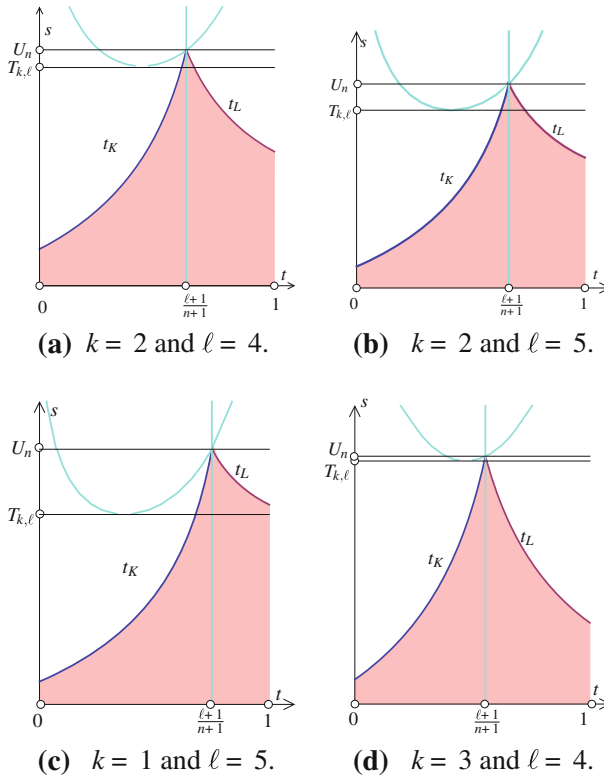 s
U_n
T_{k,ℓ}
t_K
t_L
t
0
ℓ+1
n+1
1
(a) k = 2 and ℓ = 4.
s
U_n
T_{k,ℓ}
t_K
t_L
t
0
ℓ+1
n+1
1
(b) k = 2 and ℓ = 5.
s
U_n
T_{k,ℓ}
t_K
t_L
t
0
ℓ+1
n+1
1
(c) k = 1 and ℓ = 5.
s
U_n
T_{k,ℓ}
t_K
t_L
t
0
ℓ+1
n+1
1
(d) k = 3 and ℓ = 4.